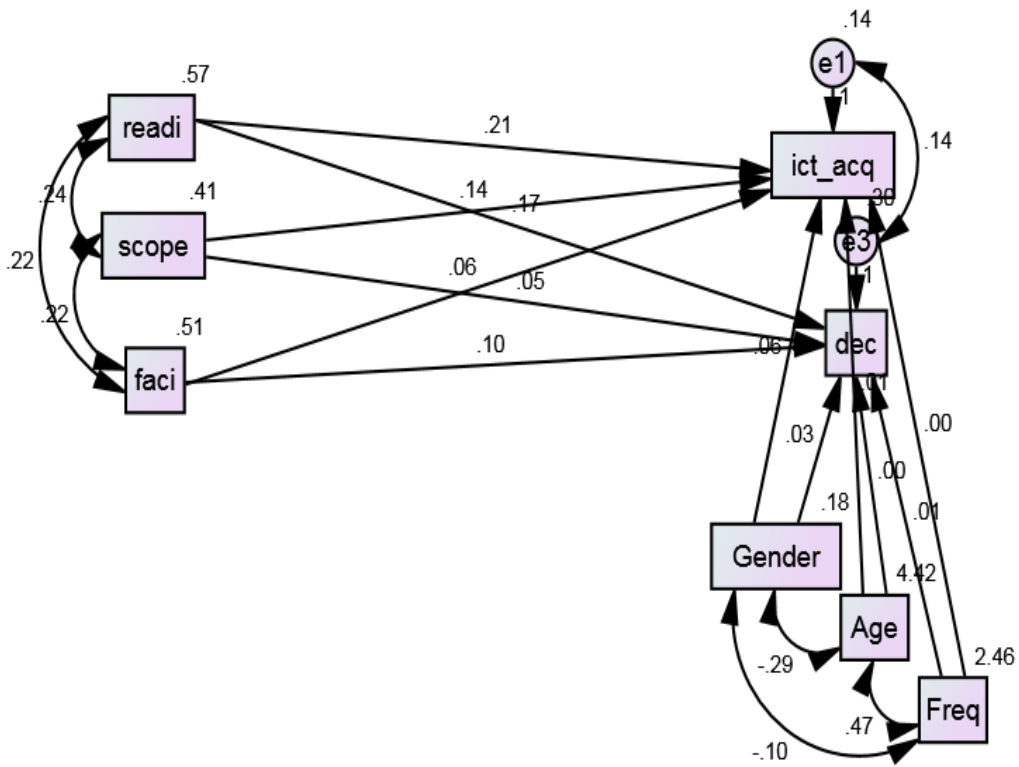 .14
e1
1
.57
readi
.21
ict_acq
.14
.24
.41
.14
.17
.30
scope
e3
.22
.06
.05
1
.22
.51
.10
.06
dec
faci
.01
.03
.00
.00
.18
.01
Gender
4.42
Age
-.29
2.46
.47
Freq
-.10